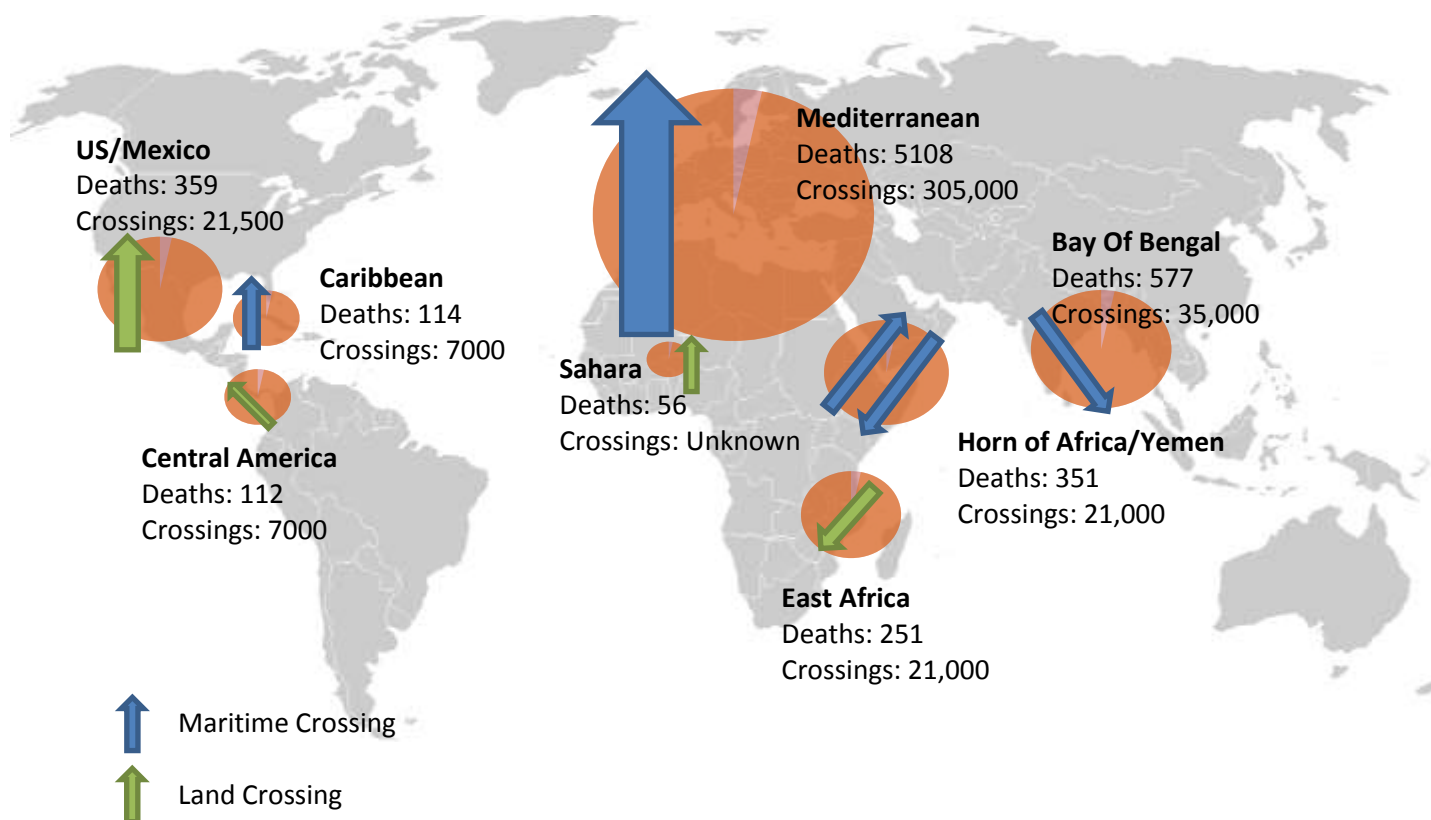 US/Mexico
Deaths: 359
Crossings: 21,500
Caribbean
Deaths: 114
Crossings: 7000
Central America
Deaths: 112
Crossings: 7000
Mediterranean
Deaths: 5108
Crossings: 305,000
Sahara
Deaths: 56
Crossings: Unknown
Bay Of Bengal
Deaths: 577
Crossings: 35,000
Horn of Africa/Yemen
Deaths: 351
Crossings: 21,000
East Africa
Deaths: 251
Crossings: 21,000
Maritime Crossing
Land Crossing